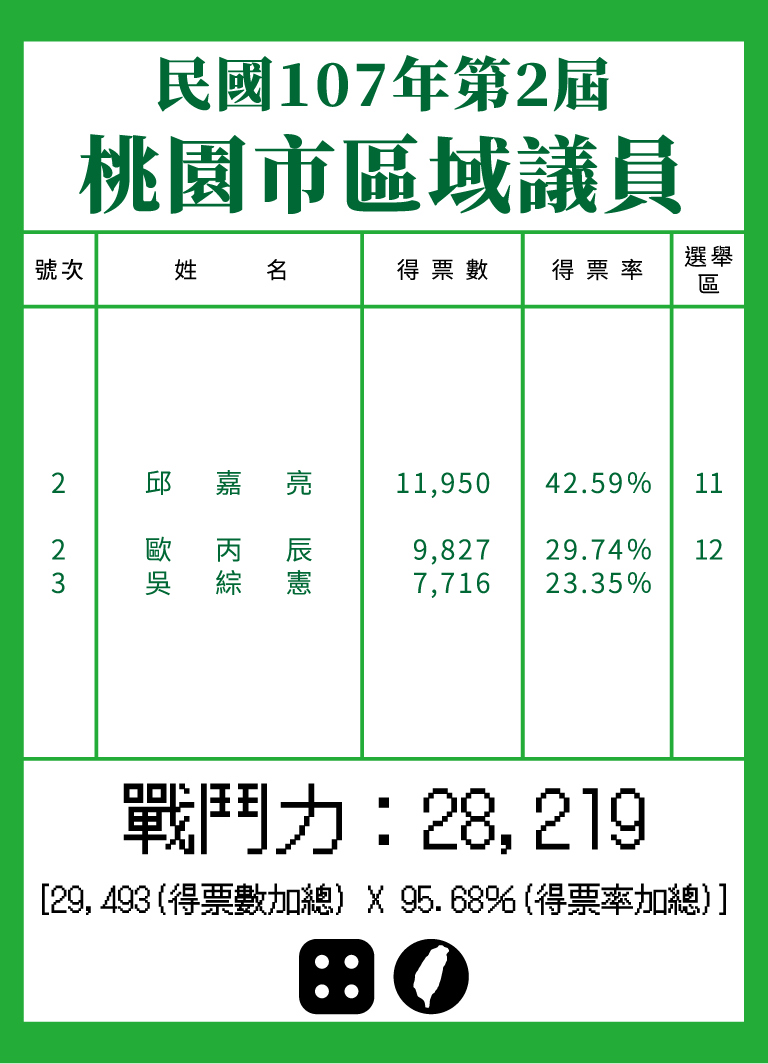 民國107年第2屆
桃園市區域議員
號次 姓 名 得票數 得票率 選舉區
2 邱嘉亮 11,950 42.59% 11
2 歐丙辰 9,827 29.74% 12
3 吳綜憲 7,716 23.35%
戰鬥力：28,219
[29,493(得票數加總) X 95.68%(得票率加總)]